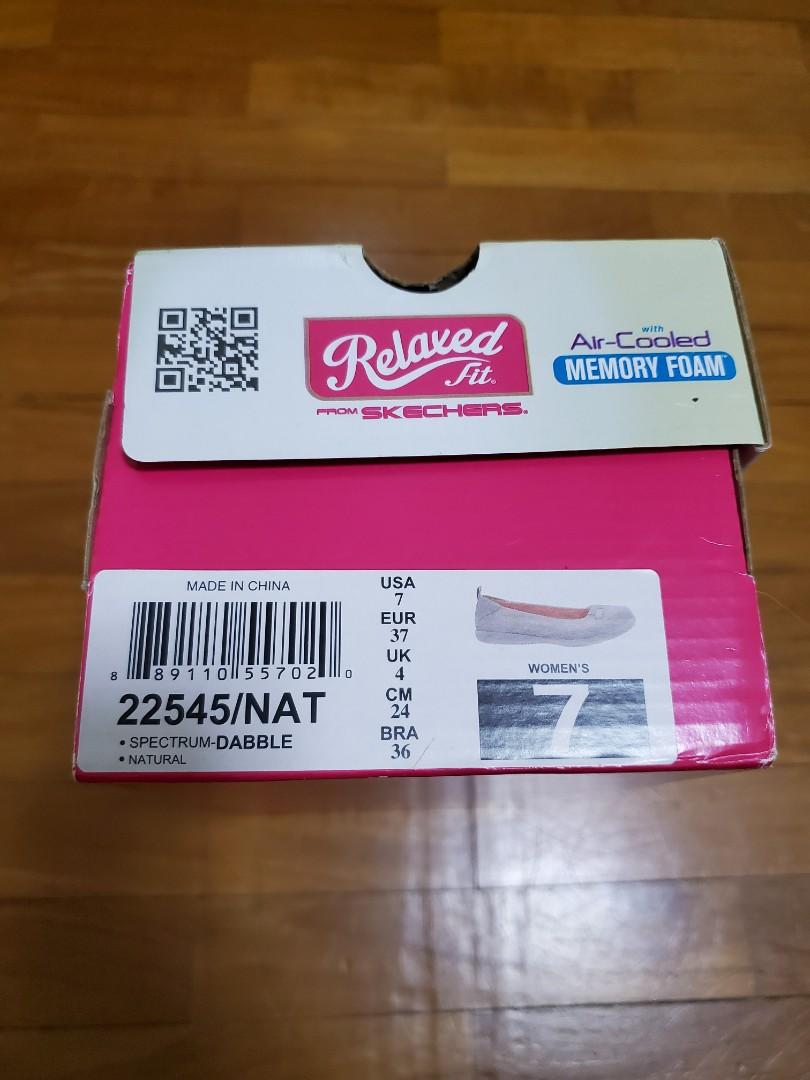 Relaxed
Fit®
FROM SKECHERS®
with
Air-Cooled
MEMORY FOAM™
MADE IN CHINA
8 89110 55702 0
22545/NAT
• SPECTRUM-DABBLE
• NATURAL
USA
7
EUR
37
UK
4
CM
24
BRA
36
WOMEN'S
7